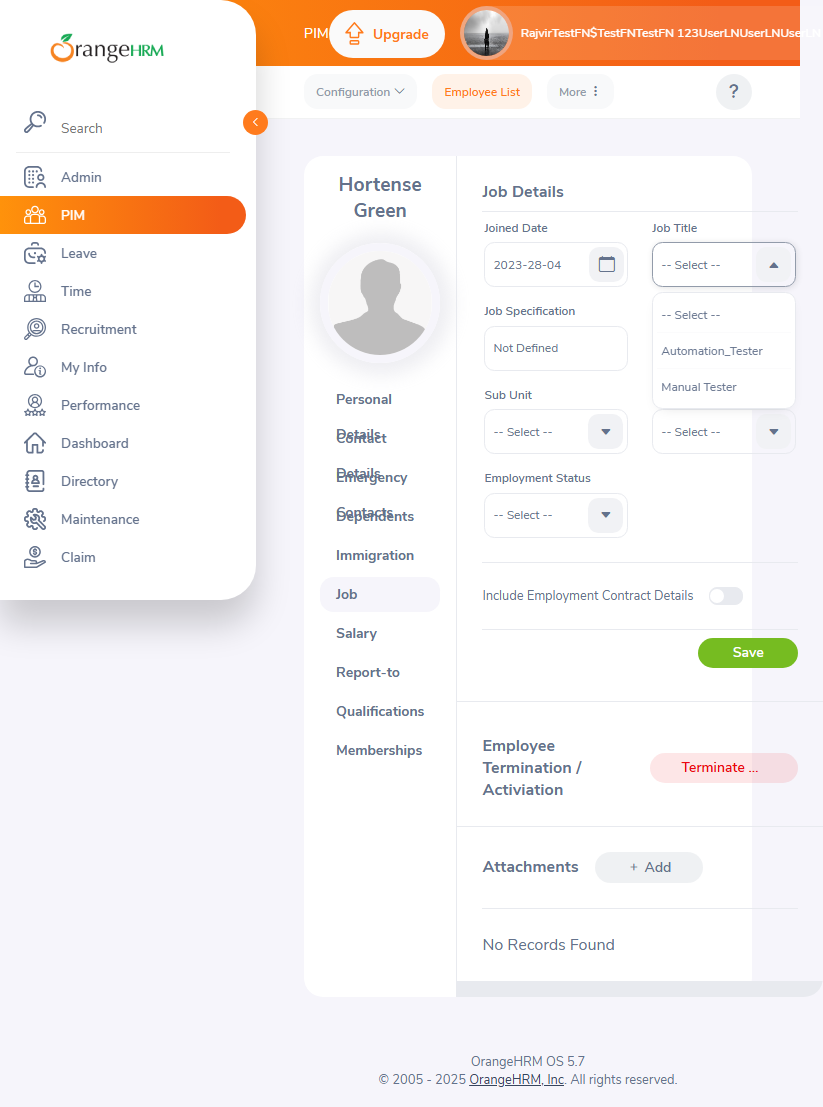 OrangeHRM
Search
Admin
PIM
Leave
Time
Recruitment
My Info
Performance
Dashboard
Directory
Maintenance
Claim
PIM
Upgrade
RajvirTestFN$TestFNTestFN 123UserLNUserLNUserLN
Configuration
Employee List
More
?
Hortense
Green
Personal
Details
Contact
Details
Emergency
Contacts
Dependents
Immigration
Job
Salary
Report-to
Qualifications
Memberships
Job Details
Joined Date
Job Title
2023-28-04
-- Select --
-- Select --
Automation_Tester
Manual Tester
Job Specification
Not Defined
Sub Unit
-- Select --
-- Select --
Employment Status
-- Select --
Include Employment Contract Details
Save
Employee
Termination /
Activiation
Terminate ...
Attachments
+ Add
No Records Found
OrangeHRM OS 5.7
© 2005 - 2025 OrangeHRM, Inc. All rights reserved.